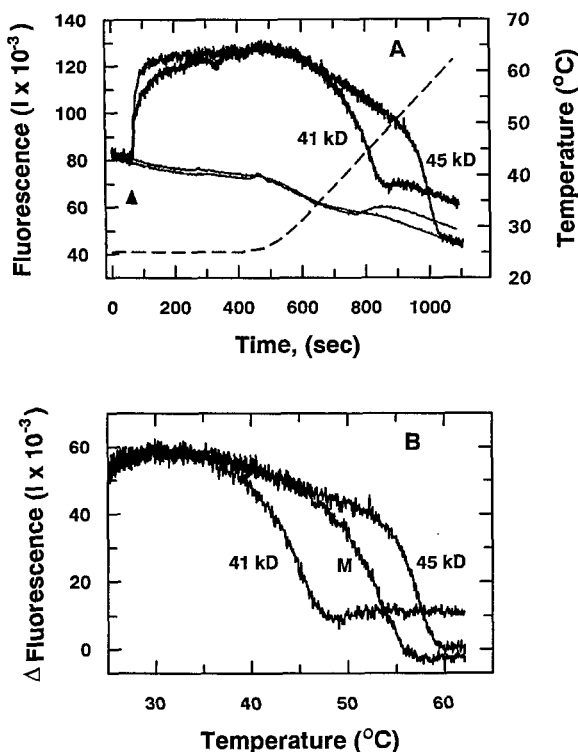 A
140
120
100
80
60
40
Fluorescence (I x 10-3)
70
60
50
40
30
20
Temperature (°C)
41 kD
45 kD
0
200
400
600
800
1000
Time, (sec)
B
60
40
20
0
Δ Fluorescence (I x 10-3)
41 kD
M
45 kD
30
40
50
60
Temperature (°C)